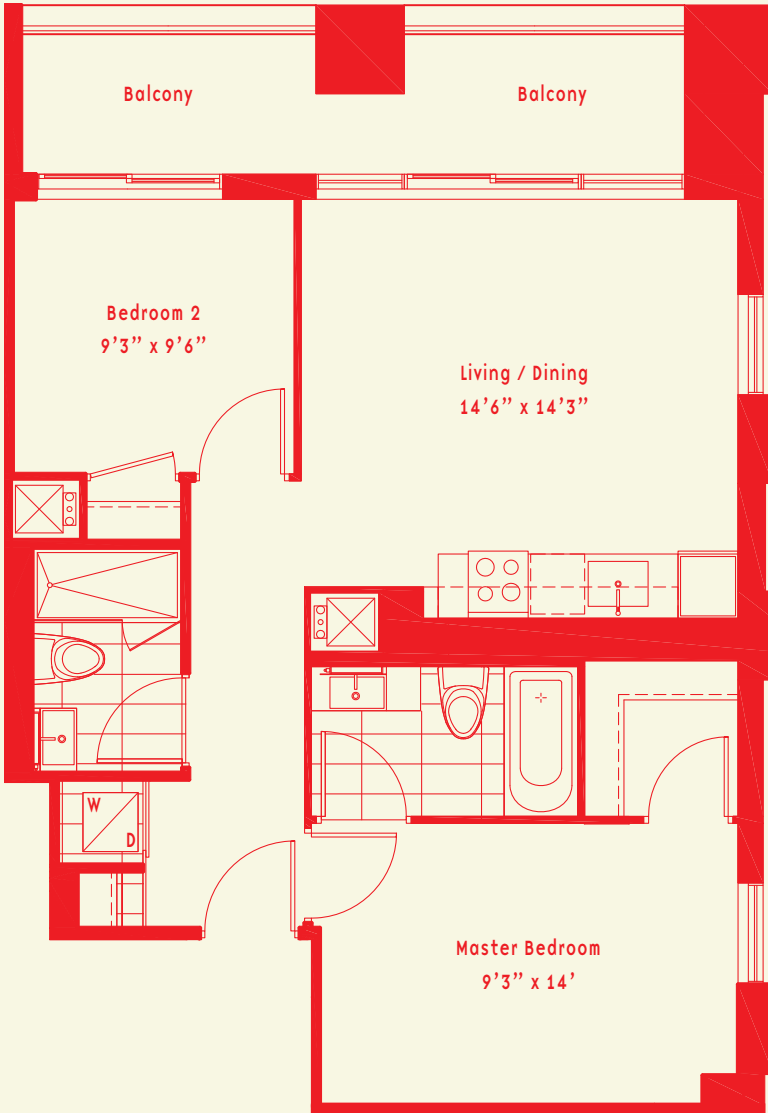 Balcony
Balcony
Bedroom 2
9’3” x 9’6”
Living / Dining
14’6” x 14’3”
W
D
Master Bedroom
9’3” x 14’